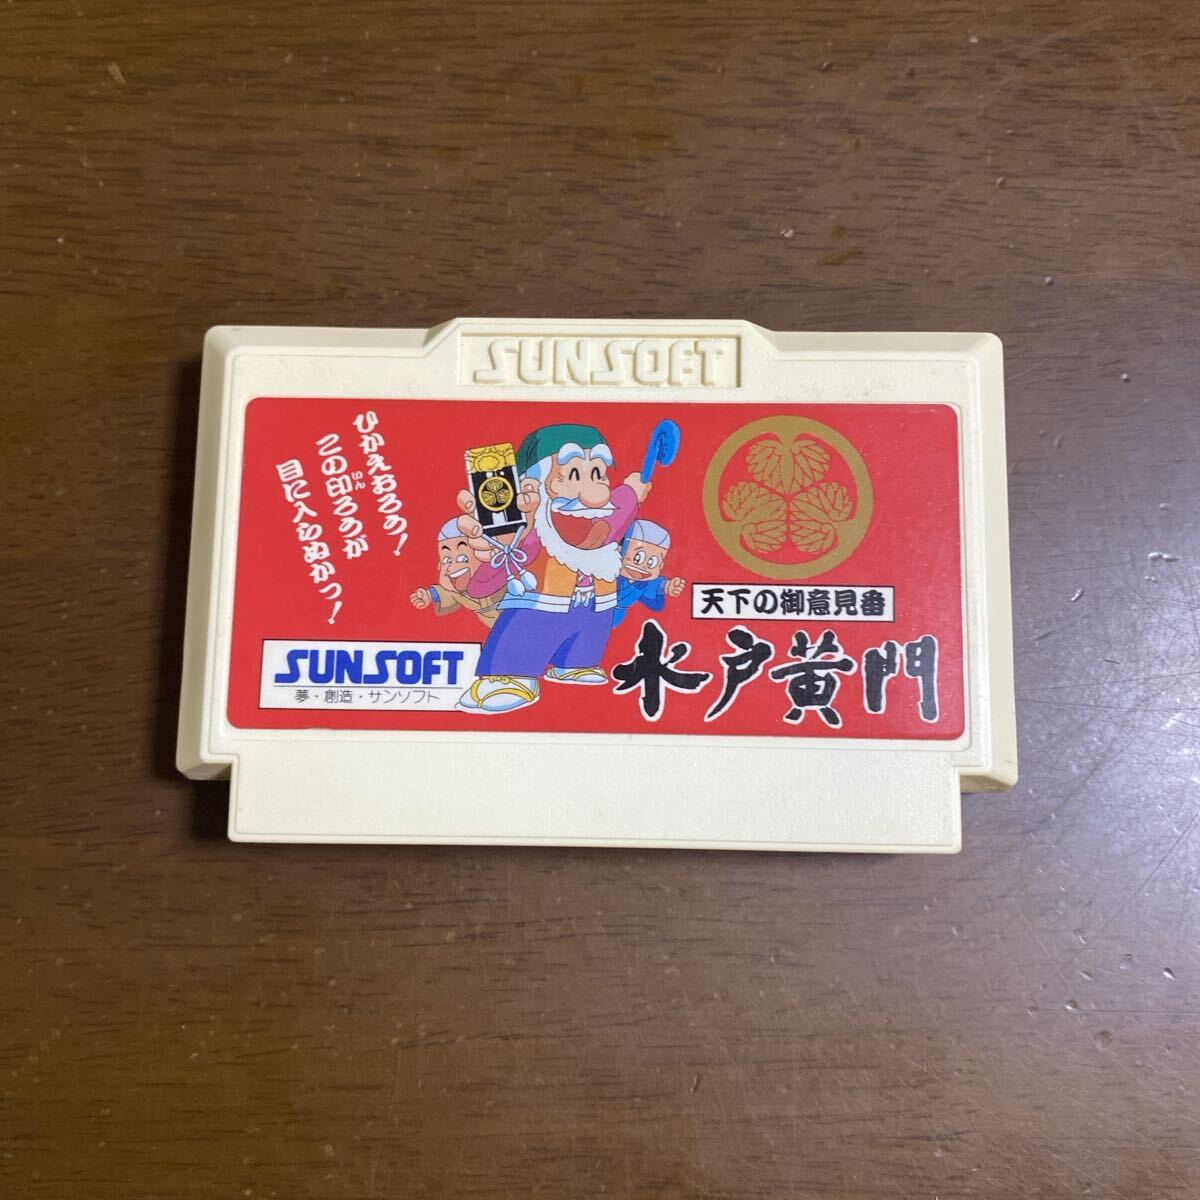 SUNSOFT
ひかえおろう!
この印ろうが
いん
目に入らぬかっ!
天下の御意見番
水戸黄門
SUNSOFT
夢・創造・サンソフト